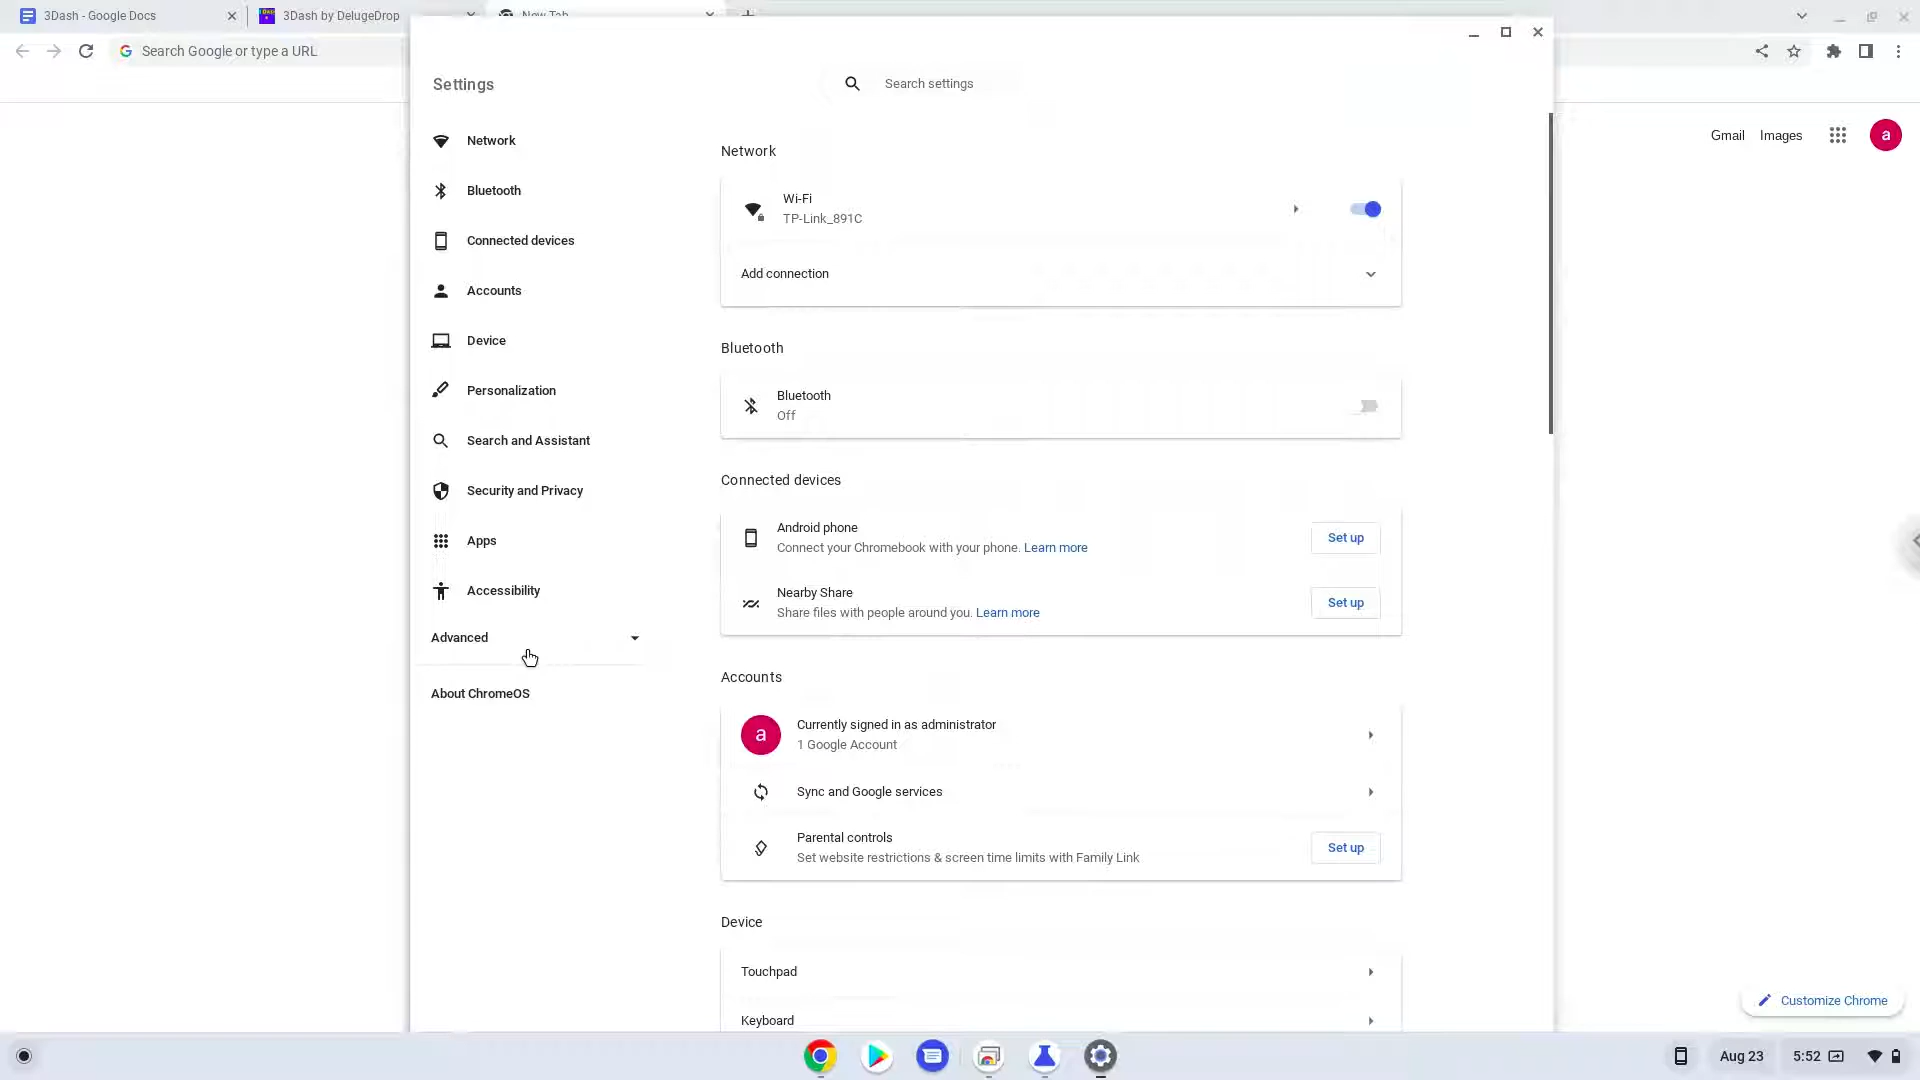 3Dash - Google Docs
3Dash by DelugeDrop
New Tab
Search Google or type a URL
Gmail
Images
a
Settings
Search settings
Network
Bluetooth
Connected devices
Accounts
Device
Personalization
Search and Assistant
Security and Privacy
Apps
Accessibility
Advanced
About ChromeOS
Network
Wi-Fi
TP-Link_891C
Add connection
Bluetooth
Bluetooth
Off
Connected devices
Android phone
Connect your Chromebook with your phone. Learn more
Set up
Nearby Share
Share files with people around you. Learn more
Set up
Accounts
a
Currently signed in as administrator
1 Google Account
Sync and Google services
Parental controls
Set website restrictions & screen time limits with Family Link
Set up
Device
Touchpad
Keyboard
Customize Chrome
Aug 23
5:52